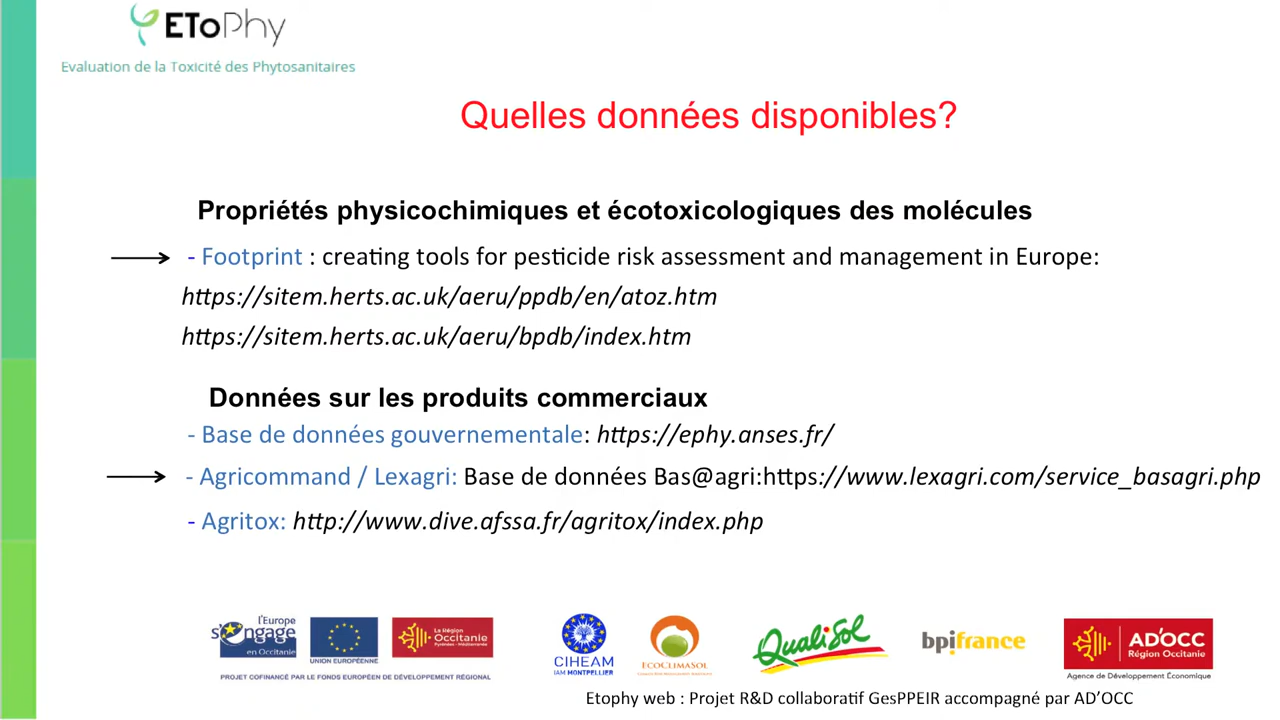 EToPhy
Evaluation de la Toxicité des Phytosanitaires
Quelles données disponibles?
Propriétés physicochimiques et écotoxicologiques des molécules
- Footprint : creating tools for pesticide risk assessment and management in Europe:
https://sitem.herts.ac.uk/aeru/ppdb/en/atoz.htm
https://sitem.herts.ac.uk/aeru/bpdb/index.htm
Données sur les produits commerciaux
- Base de données gouvernementale: https://ephy.anses.fr/
- Agricommand / Lexagri: Base de données Bas@agri:https://www.lexagri.com/service_basagri.php
- Agritox: http://www.dive.afssa.fr/agritox/index.php
l'Europe
s'engage
en Occitanie
UNION EUROPÉENNE
La Région
Occitanie
Pyrénées - Méditerranée
PROJET COFINANCÉ PAR LE FONDS EUROPÉEN DE DÉVELOPPEMENT RÉGIONAL
CIHEAM
IAM MONTPELLIER
ECOCLIMASOL
QualiSol
bpifrance
AD'OCC
Région Occitanie
Agence de Développement Économique
Etophy web : Projet R&D collaboratif GesPPEIR accompagné par AD’OCC